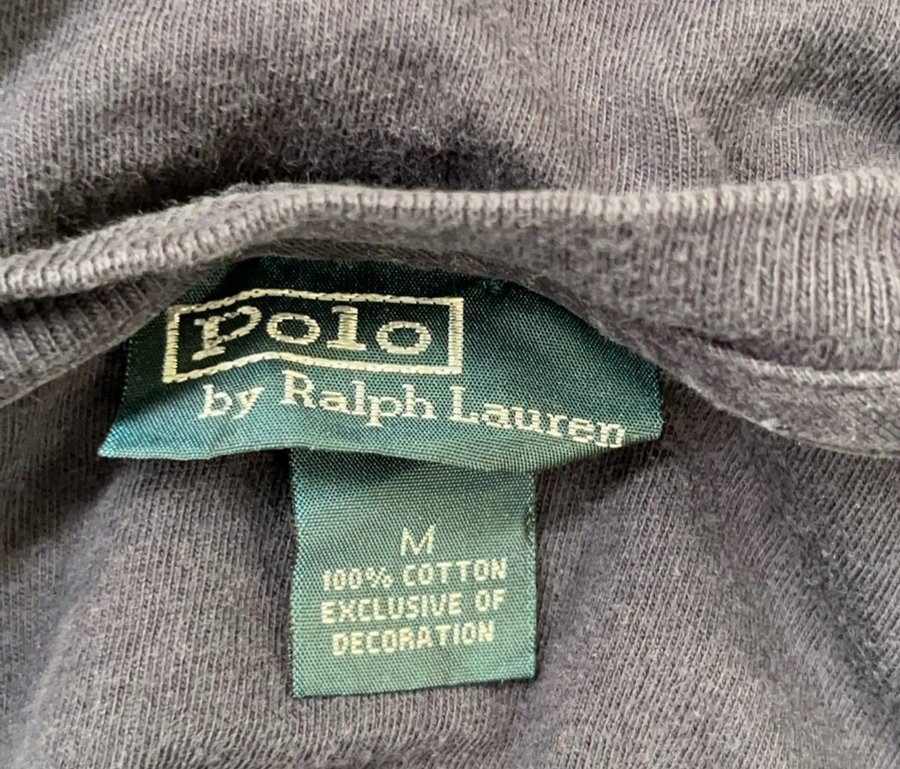 Polo
by Ralph Lauren
M
100% COTTON
EXCLUSIVE OF
DECORATION